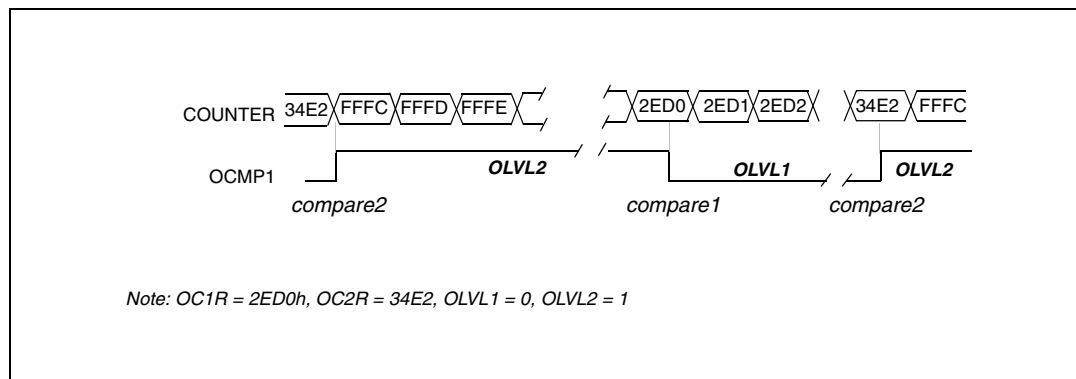 COUNTER 34E2 FFFC FFFD FFFE 2ED0 2ED1 2ED2 34E2 FFFC
OCMP1 OLVL2 OLVL1 OLVL2
compare2 compare1 compare2
Note: OC1R = 2ED0h, OC2R = 34E2, OLVL1 = 0, OLVL2 = 1